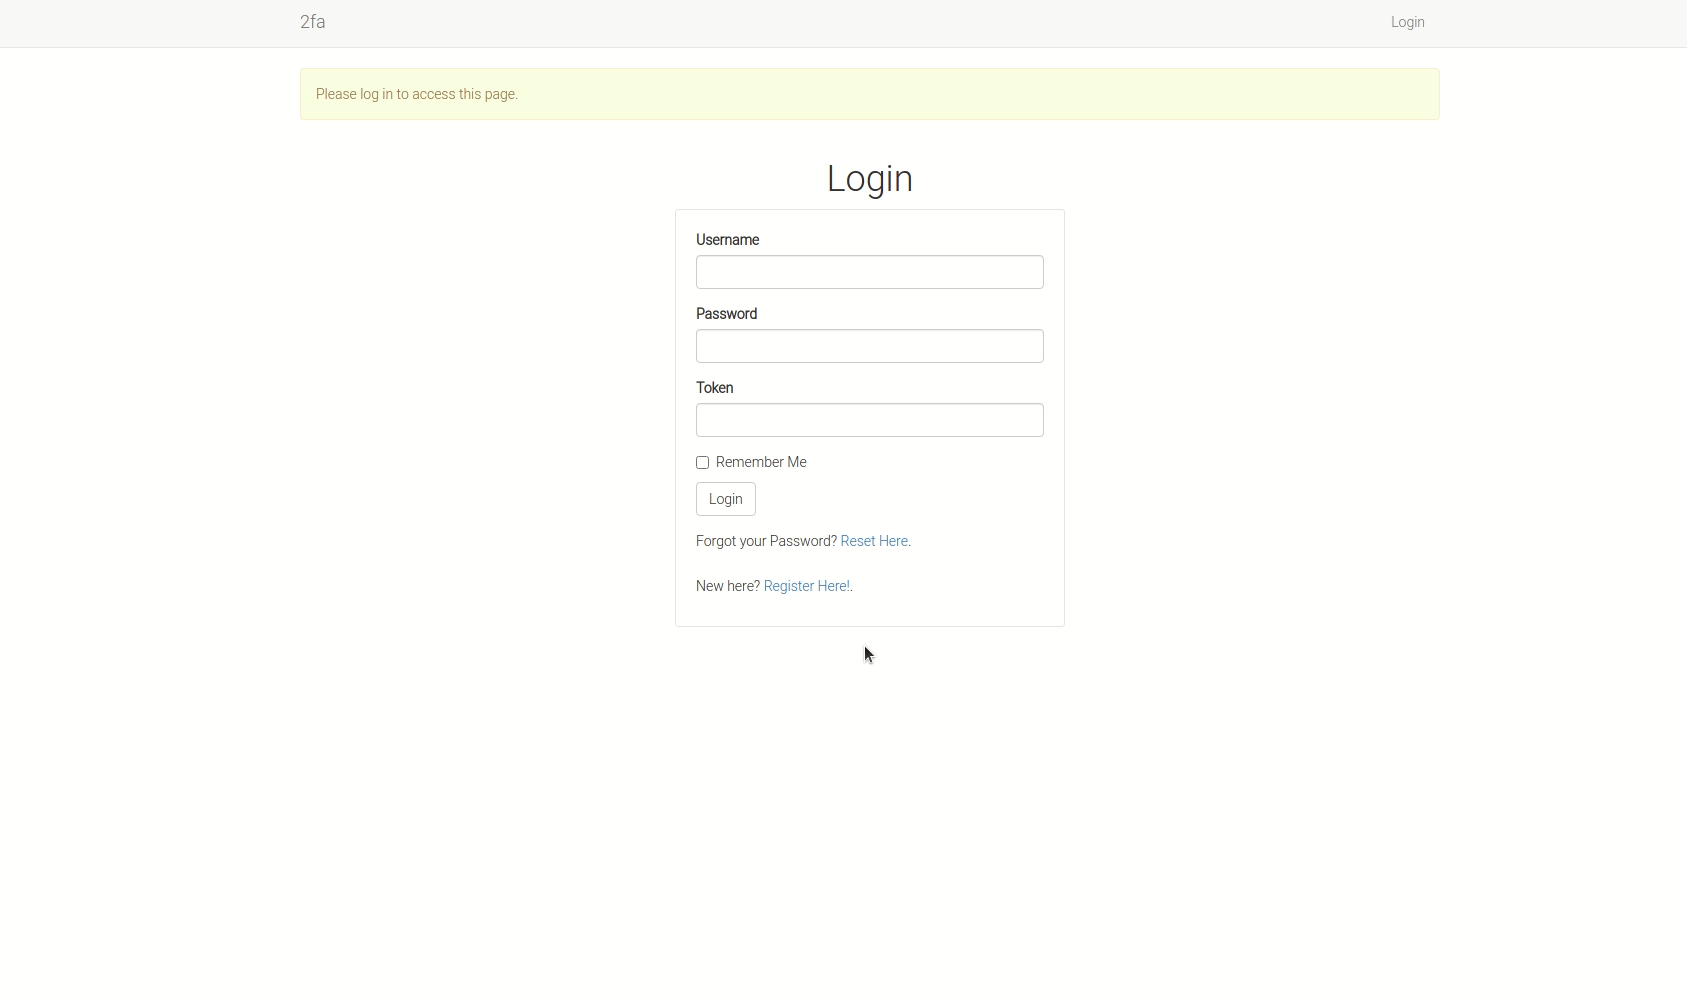 2fa
Login
Please log in to access this page.
Login
Username
Password
Token
Remember Me
Login
Forgot your Password? Reset Here.
New here? Register Here!.